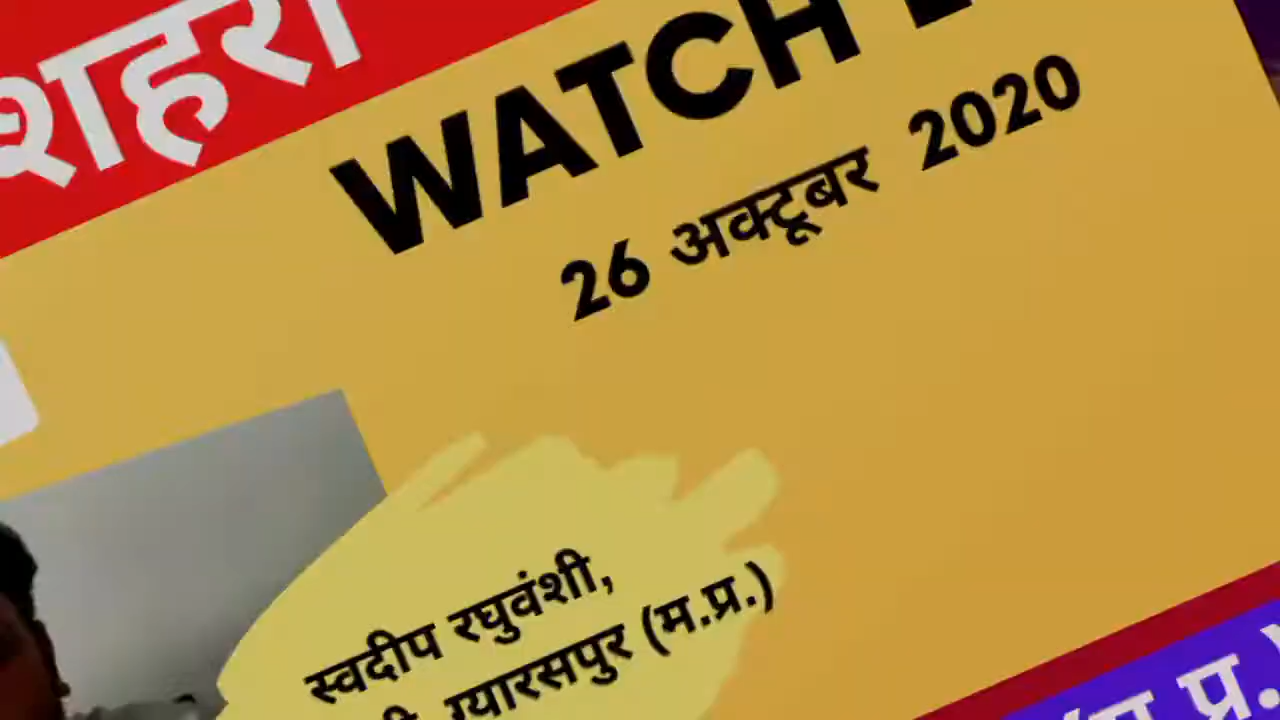 शहरी
WATCH
26 अक्टूबर 2020
स्वदीप रघुवंशी,
ग्यारसपुर (म.प्र.)
प्र.)